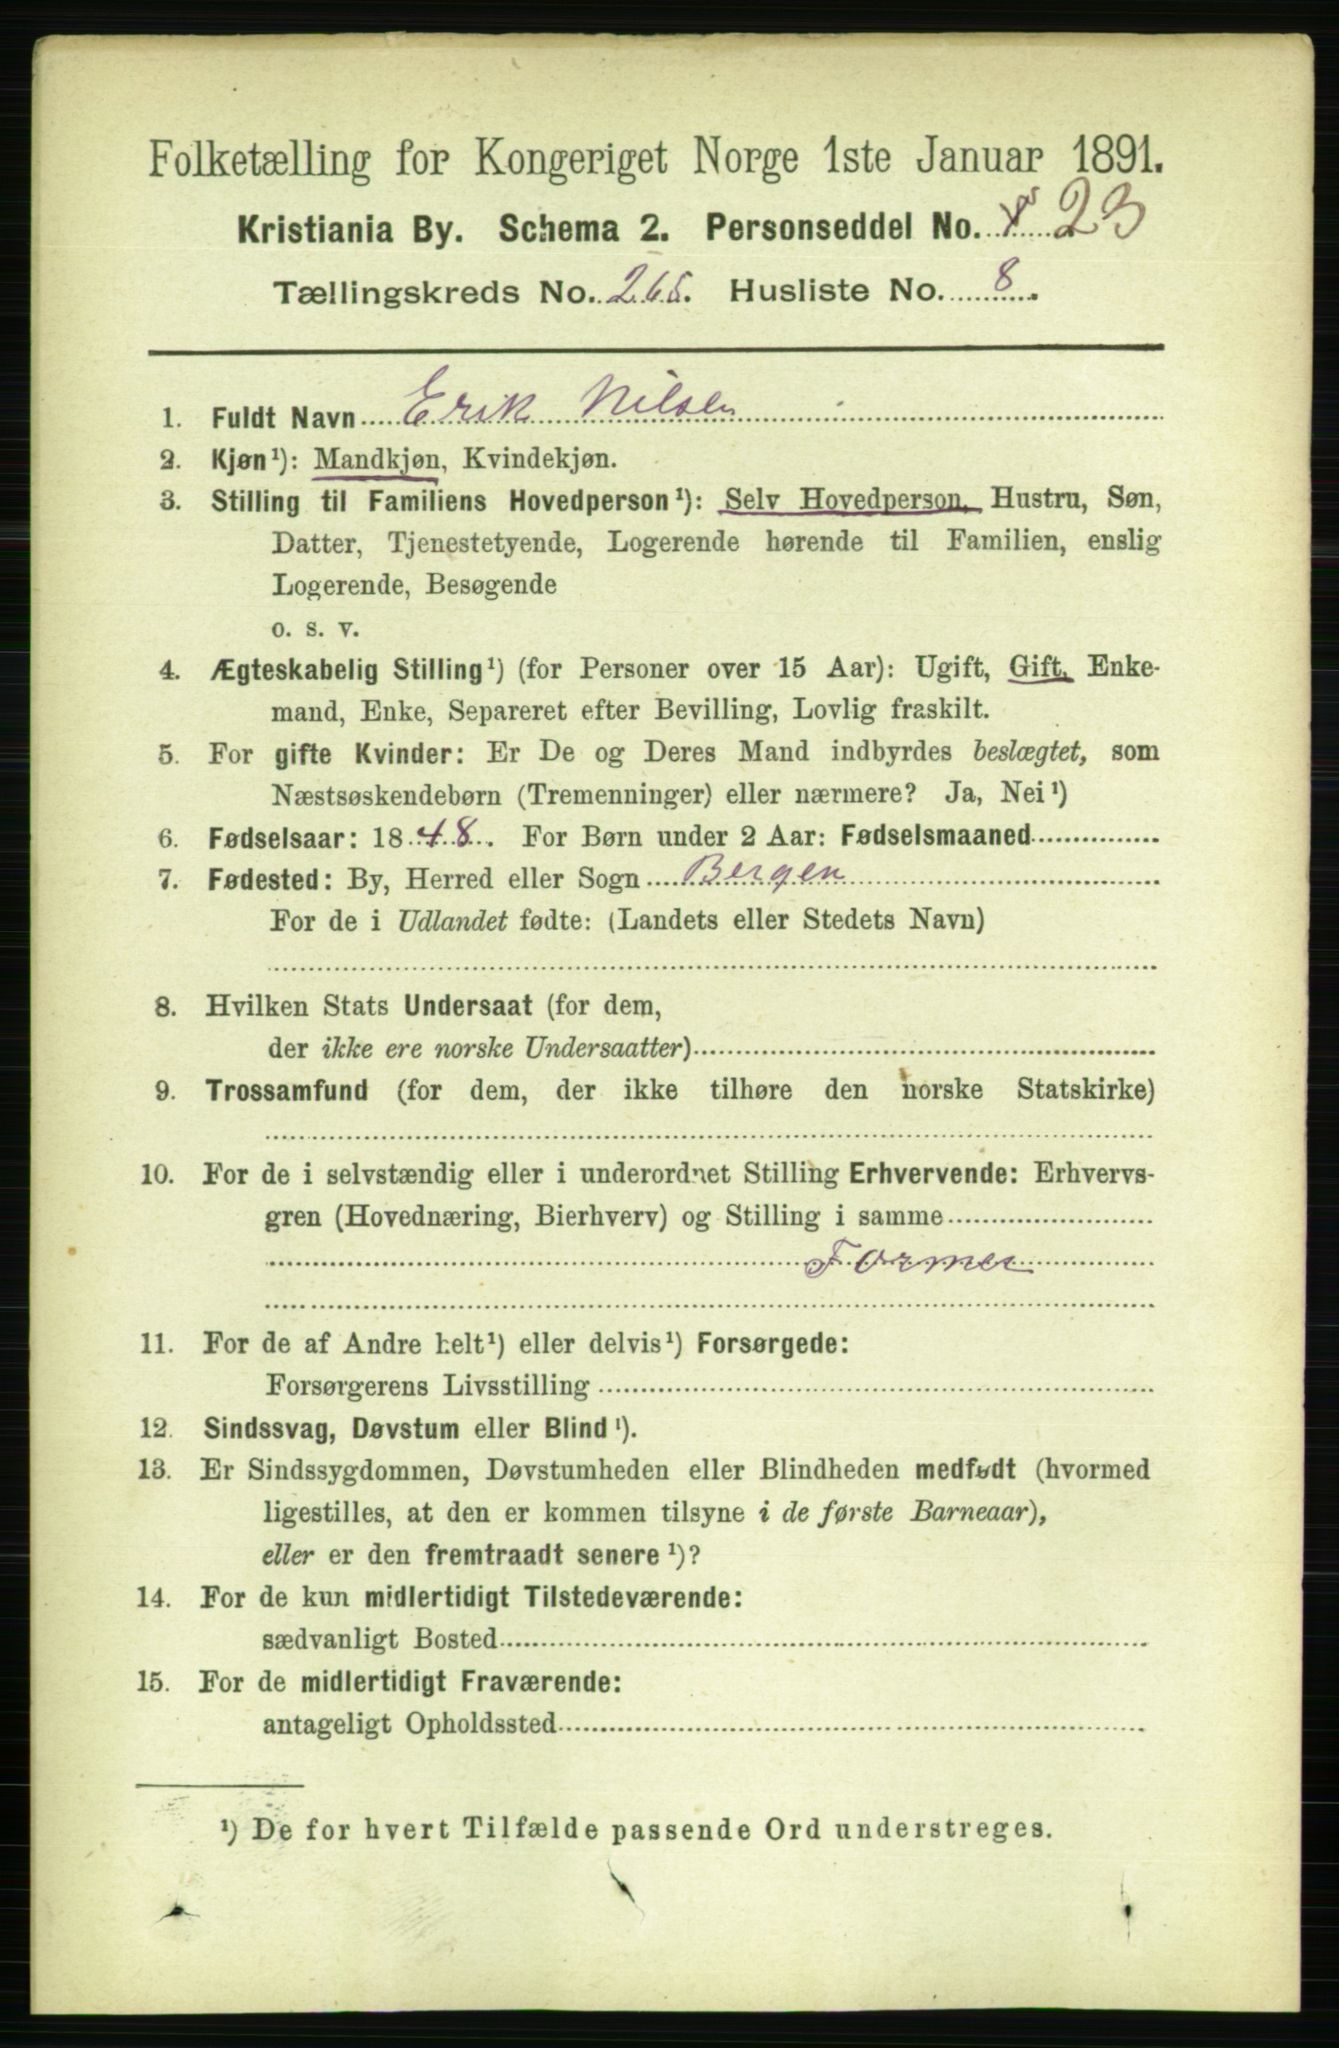 Folketælling for Kongeriget Norge 1ste Januar 1891.
Kristiania By. Schema 2. Personseddel No. 23
Tællingskreds No. 265. Husliste No. 8.
1. Fuldt Navn Erik Nilsen
2. Kjøn¹): Mandkjøn, Kvindekjøn.
3. Stilling til Familiens Hovedperson¹): Selv Hovedperson, Hustru, Søn,
Datter, Tjenestetyende, Logerende hørende til Familien, enslig
Logerende, Besøgende
o. s. v.
4. Ægteskabelig Stilling¹) (for Personer over 15 Aar): Ugift, Gift, Enke-
mand, Enke, Separeret efter Bevilling, Lovlig fraskilt.
5. For gifte Kvinder: Er De og Deres Mand indbyrdes beslægtet, som
Næstsøskendebørn (Tremenninger) eller nærmere? Ja, Nei¹)
6. Fødselsaar: 1848. For Børn under 2 Aar: Fødselsmaaned
7. Fødested: By, Herred eller Sogn Bergen
For de i Udlandet fødte: (Landets eller Stedets Navn)
8. Hvilken Stats Undersaat (for dem,
der ikke ere norske Undersaatter)
9. Trossamfund (for dem, der ikke tilhøre den norske Statskirke)
10. For de i selvstændig eller i underordnet Stilling Erhvervende: Erhvervs-
gren (Hovednæring, Bierhverv) og Stilling i samme
Former
11. For de af Andre helt¹) eller delvis¹) Forsørgede:
Forsørgerens Livsstilling
12. Sindssvag, Døvstum eller Blind¹).
13. Er Sindssygdommen, Døvstumheden eller Blindheden medfødt (hvormed
ligestilles, at den er kommen tilsyne i de første Barneaar),
eller er den fremtraadt senere¹)?
14. For de kun midlertidigt Tilstedeværende:
sædvanligt Bosted
15. For de midlertidigt Fraværende:
antageligt Opholdssted
¹) De for hvert Tilfælde passende Ord understreges.